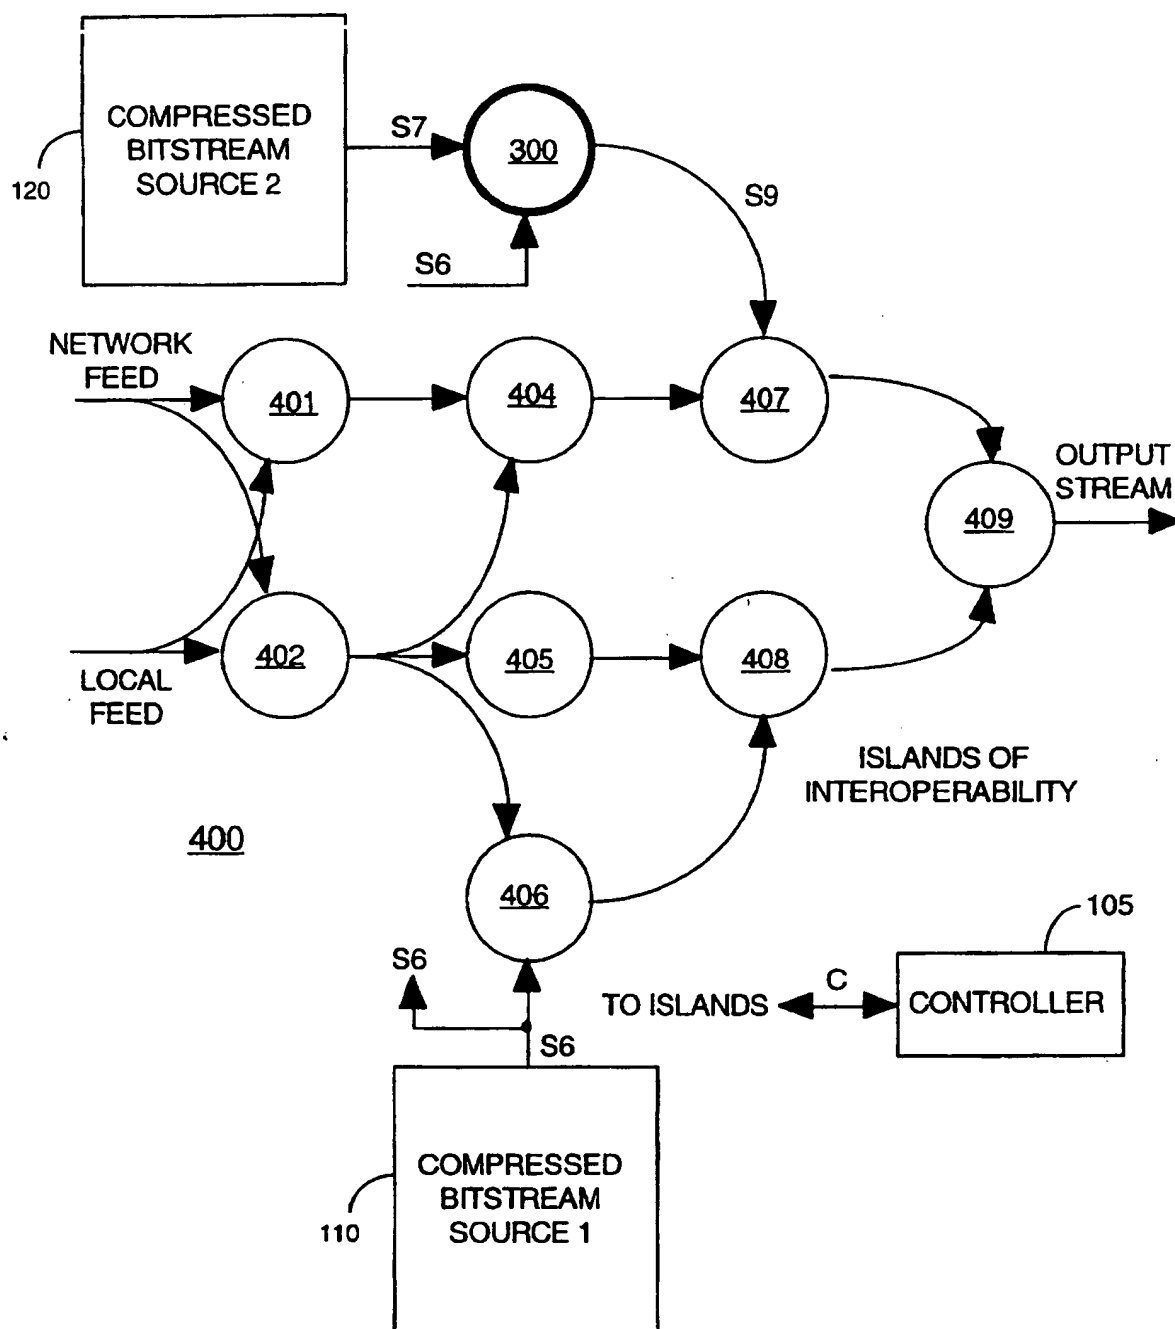 COMPRESSED
BITSTREAM
SOURCE 2
120
S7
300
S9
S6
NETWORK
FEED
401
404
407
OUTPUT
STREAM
409
402
405
408
LOCAL
FEED
ISLANDS OF
INTEROPERABILITY
400
406
105
S6
TO ISLANDS
C
CONTROLLER
S6
COMPRESSED
BITSTREAM
SOURCE 1
110